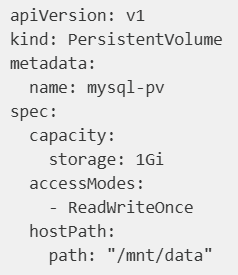 apiVersion: v1
kind: PersistentVolume
metadata:
  name: mysql-pv
spec:
  capacity:
    storage: 1Gi
  accessModes:
    - ReadWriteOnce
  hostPath:
    path: "/mnt/data"